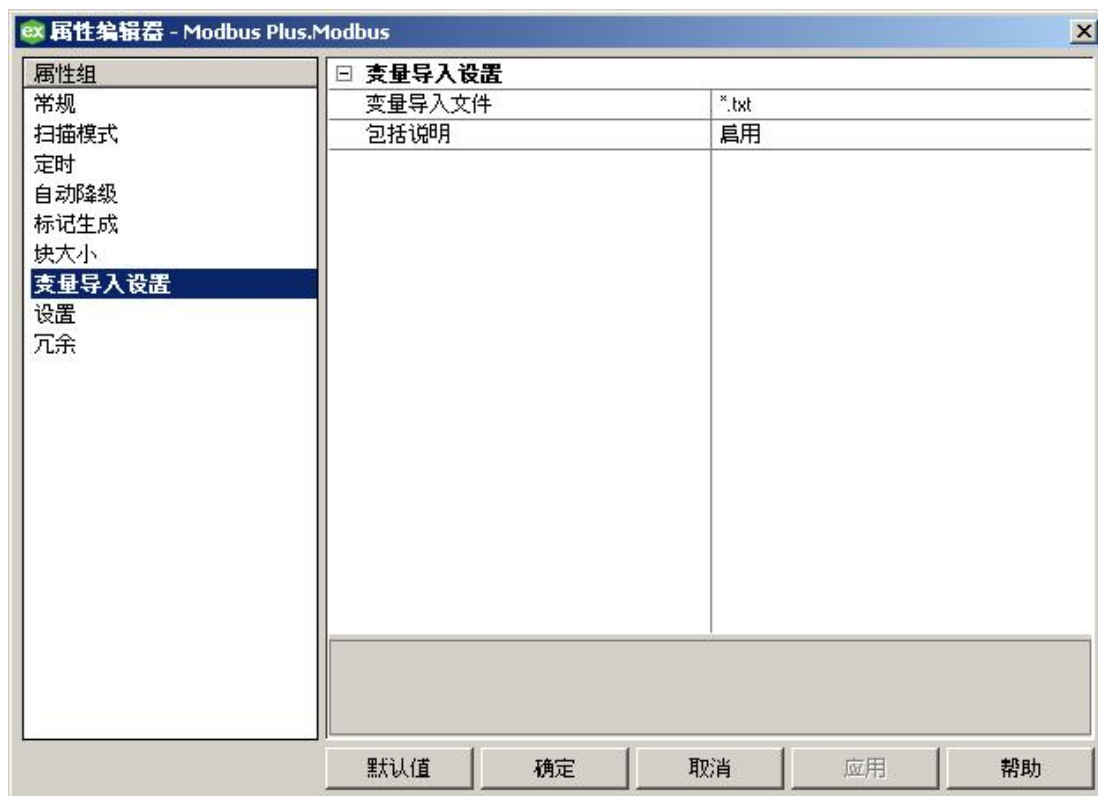 ex 属性编辑器 - Modbus Plus.Modbus
属性组
常规
扫描模式
定时
自动降级
标记生成
块大小
变量导入设置
设置
冗余
变量导入设置
变量导入文件 *.txt
包括说明 启用
默认值 确定 取消 应用 帮助